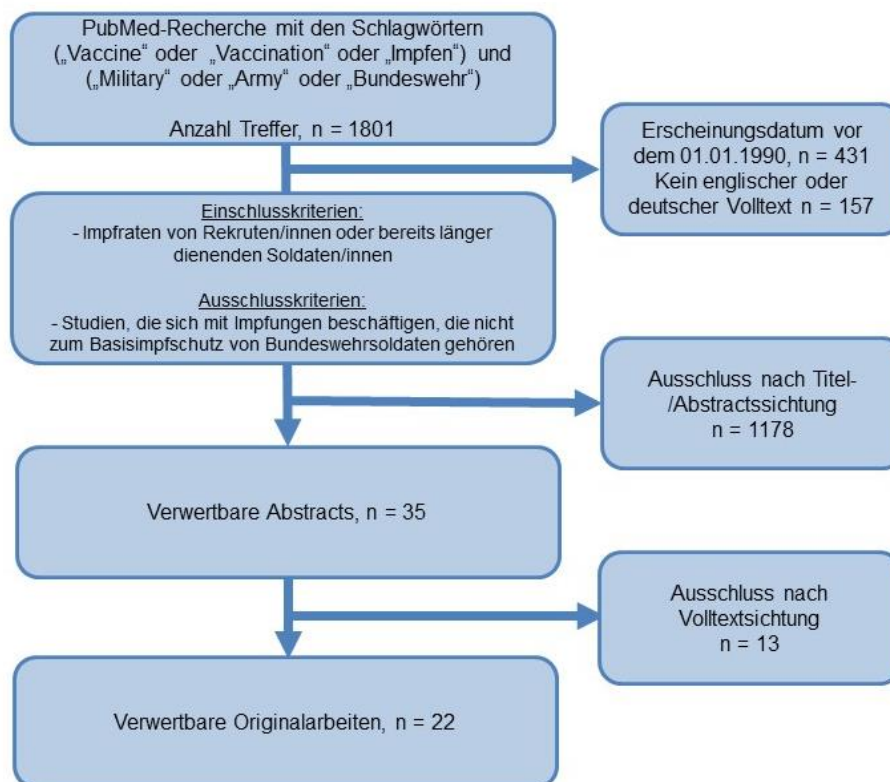 PubMed-Recherche mit den Schlagwörtern
(„Vaccine“ oder „Vaccination“ oder „Impfen“) und
(„Military“ oder „Army“ oder „Bundeswehr“)
Anzahl Treffer, n = 1801
Erscheinungsdatum vor
dem 01.01.1990, n = 431
Kein englischer oder
deutscher Volltext n = 157
Einschlusskriterien:
- Impfraten von Rekruten/innen oder bereits länger
dienenden Soldaten/innen
Ausschlusskriterien:
- Studien, die sich mit Impfungen beschäftigen, die nicht
zum Basisimpfschutz von Bundeswehrsoldaten gehören
Ausschluss nach Titel-
/Abstractssichtung
n = 1178
Verwertbare Abstracts, n = 35
Ausschluss nach
Volltextsichtung
n = 13
Verwertbare Originalarbeiten, n = 22